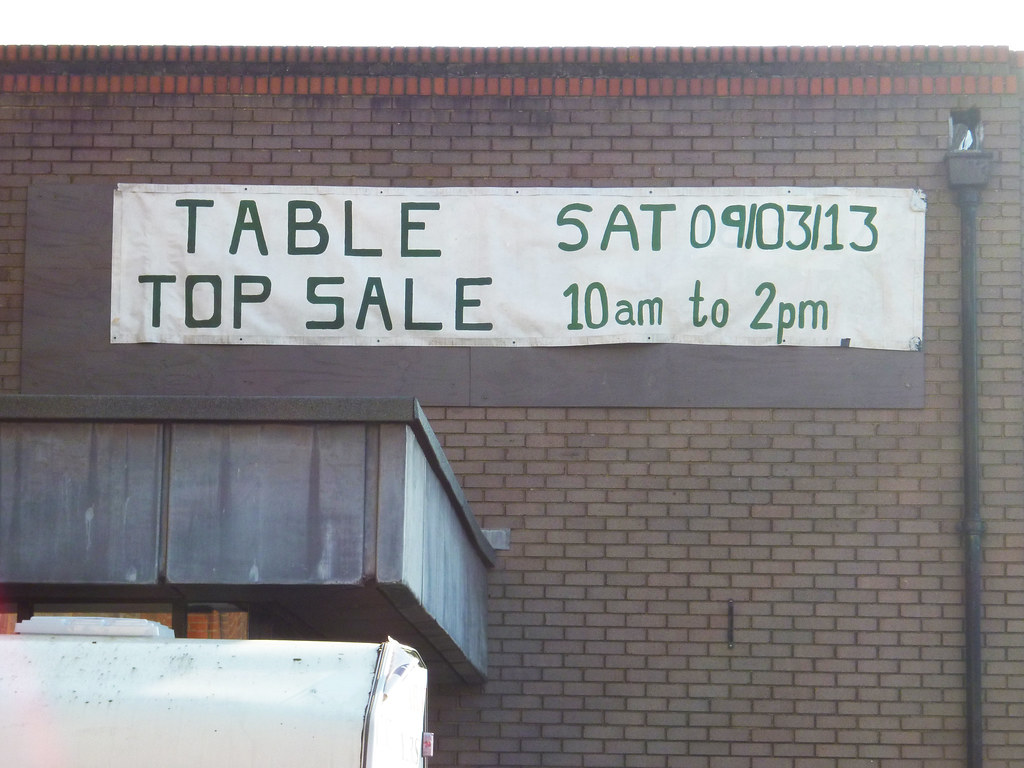 TABLE SAT 09/03/13
TOP SALE 10am to 2pm